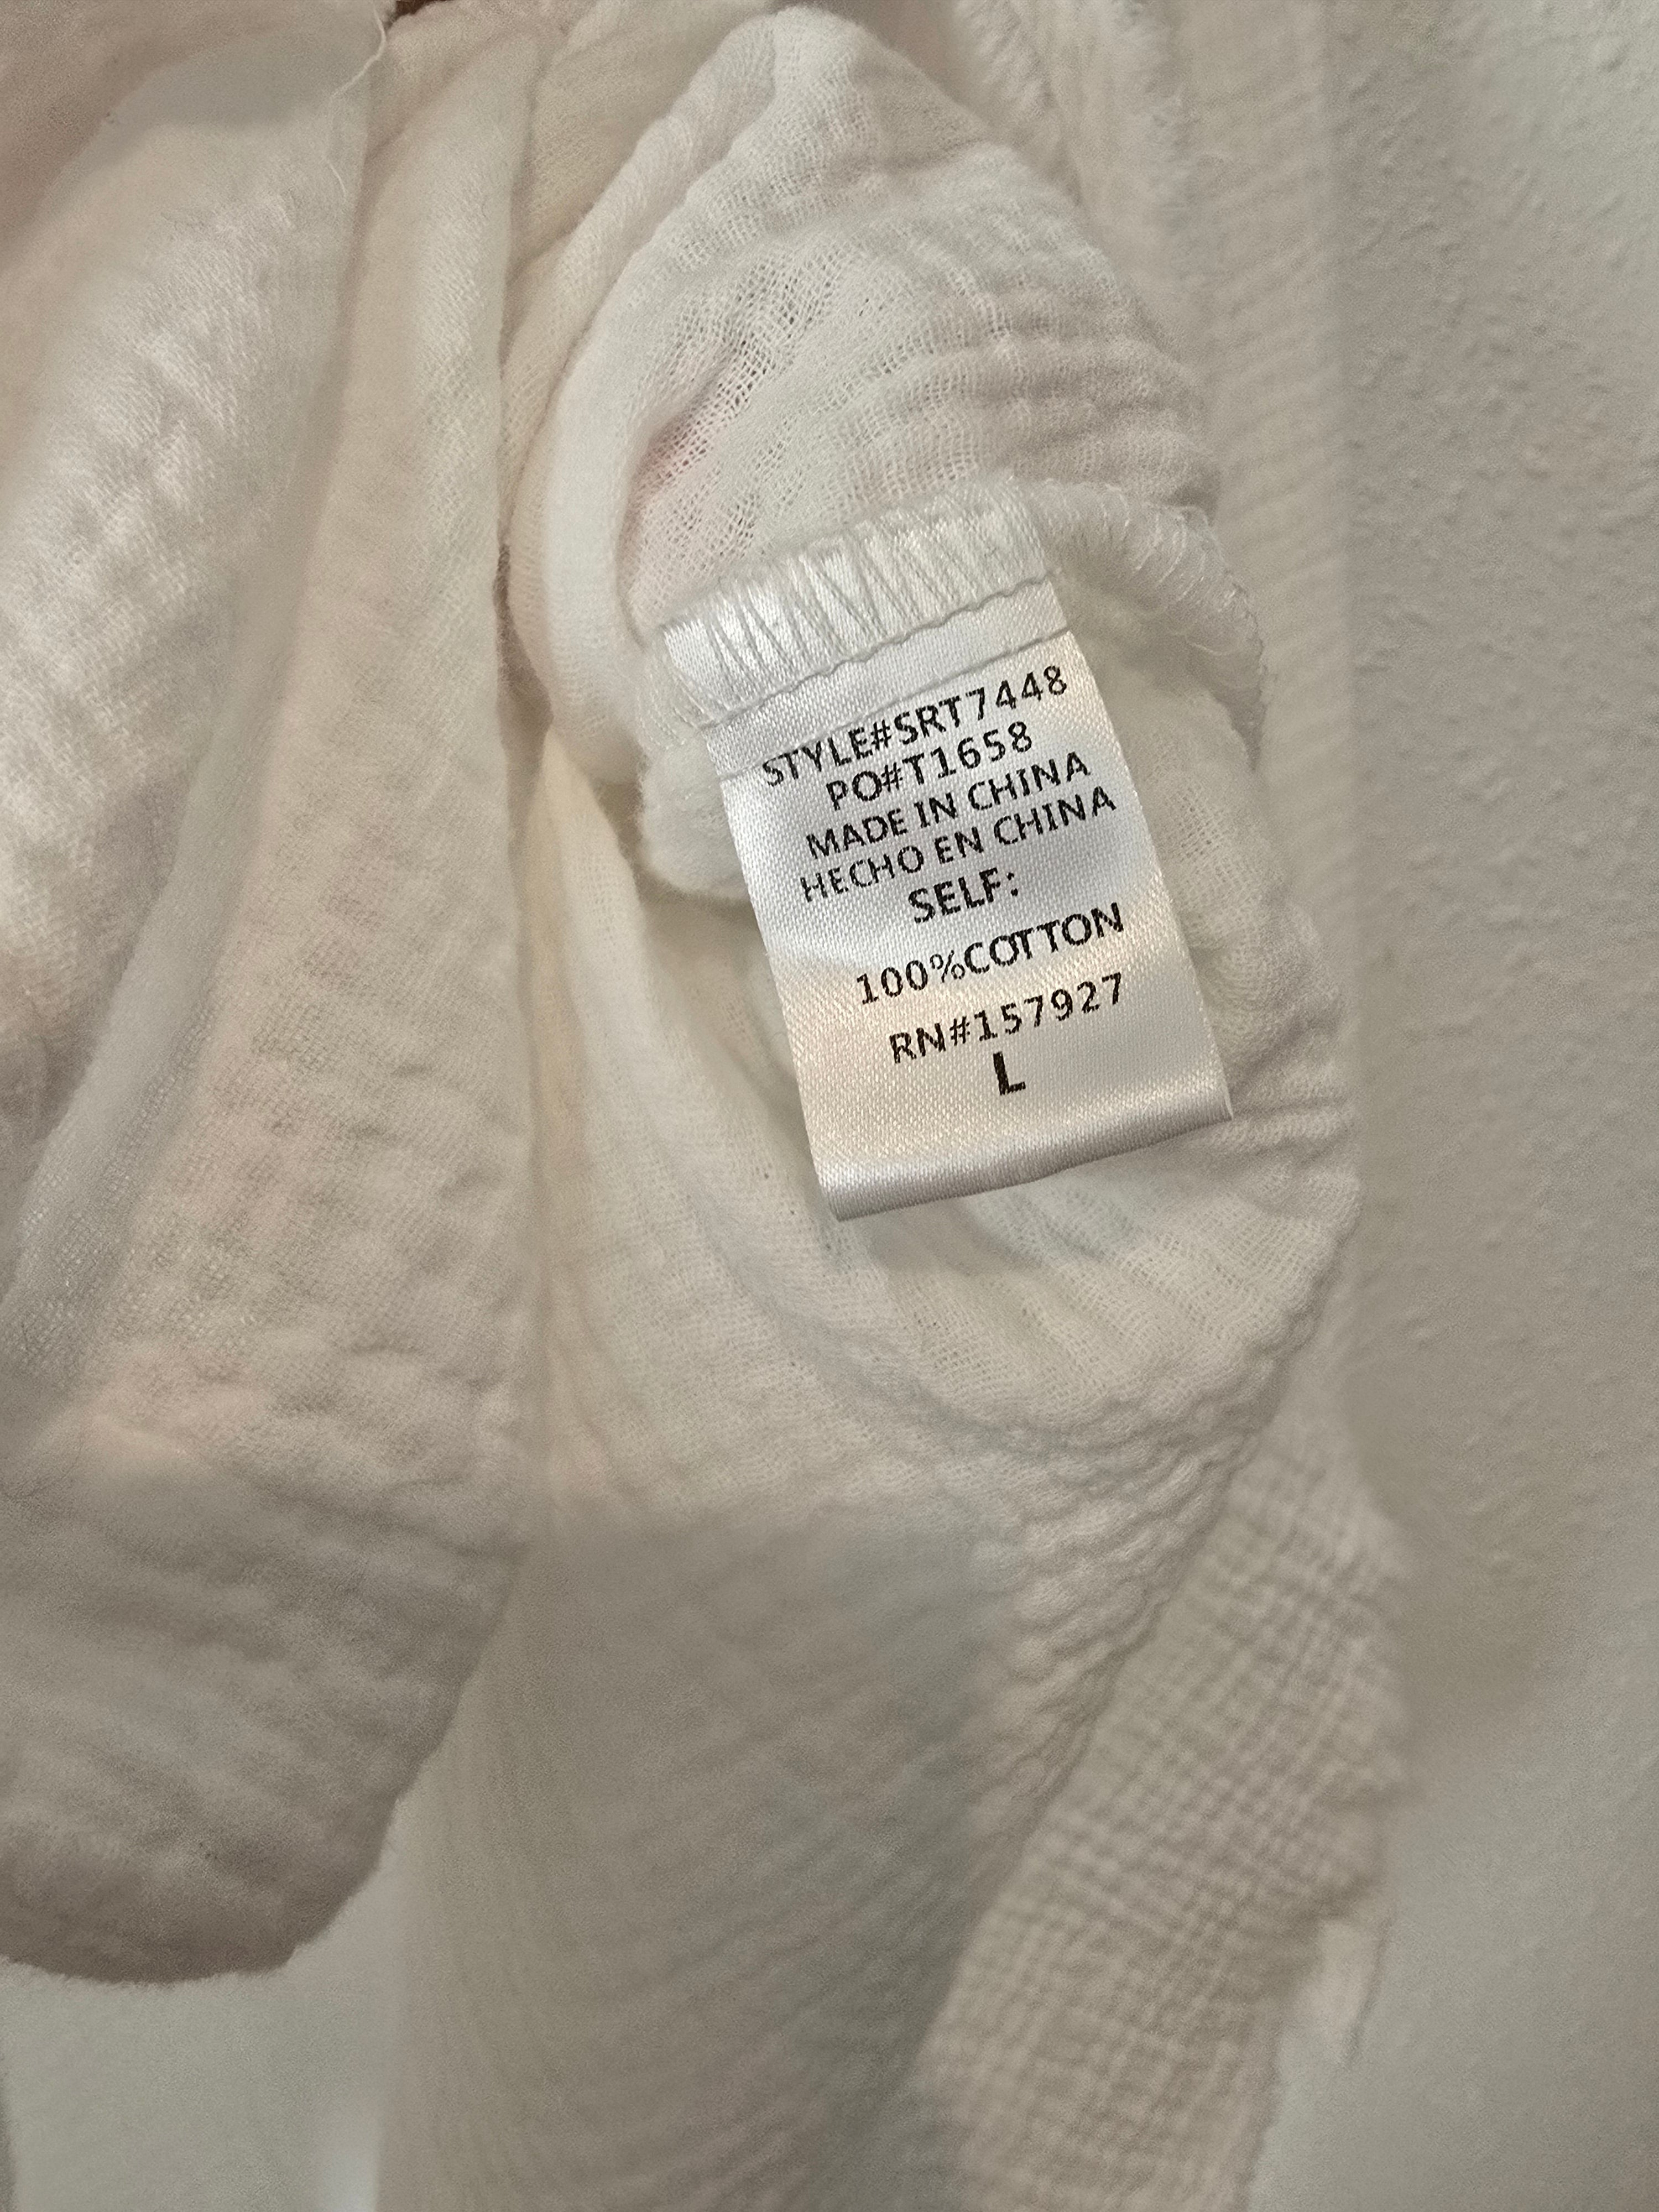 STYLE#SRT7448
PO#T1658
MADE IN CHINA
HECHO EN CHINA
SELF:
100%COTTON
RN#157927
L